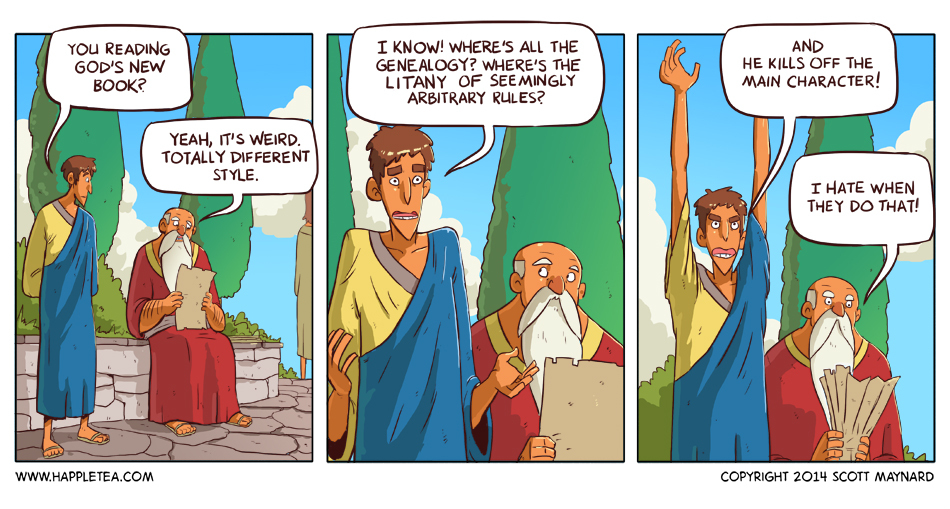 YOU READING
GOD'S NEW
BOOK?
YEAH, IT'S WEIRD.
TOTALLY DIFFERENT
STYLE.
I KNOW! WHERE'S ALL THE
GENEALOGY? WHERE'S THE
LITANY OF SEEMINGLY
ARBITRARY RULES?
AND
HE KILLS OFF THE
MAIN CHARACTER!
I HATE WHEN
THEY DO THAT!
WWW.HAPPLETEA.COM
COPYRIGHT 2014 SCOTT MAYNARD